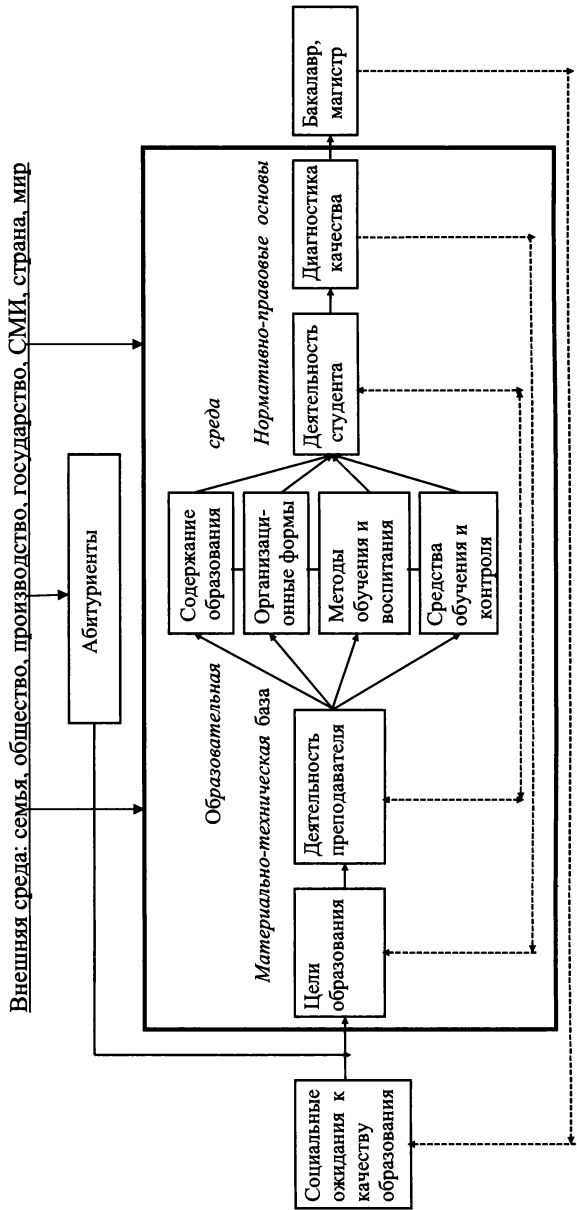 Внешняя среда: семья, общество, производство, государство, СМИ, страна, мир
Абитуриенты
Образовательная
среда
Материально-техническая база
Нормативно-правовые основы
Социальные
ожидания к
качеству
образования
Цели
образования
Деятельность
преподавателя
Содержание
образования
Организаци-
онные формы
Методы
обучения и
воспитания
Средства
обучения и
контроля
Деятельность
студента
Диагностика
качества
Бакалавр,
магистр